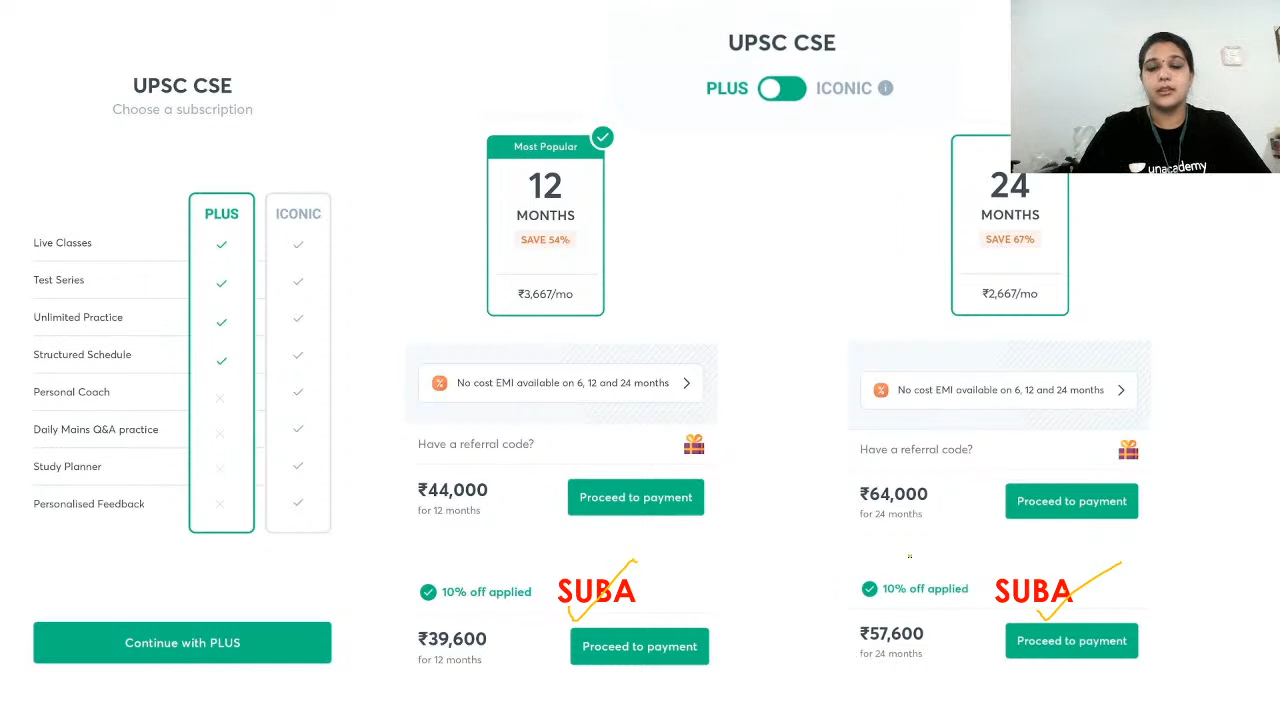 UPSC CSE
Choose a subscription
PLUS ICONIC
Live Classes
Test Series
Unlimited Practice
Structured Schedule
Personal Coach
Daily Mains Q&A practice
Study Planner
Personalised Feedback
Continue with PLUS
UPSC CSE
PLUS ICONIC
Most Popular
12
MONTHS
SAVE 54%
₹3,667/mo
No cost EMI available on 6, 12 and 24 months
Have a referral code?
₹44,000
for 12 months
Proceed to payment
10% off applied
SUBA
₹39,600
for 12 months
Proceed to payment
24
MONTHS
SAVE 67%
₹2,667/mo
No cost EMI available on 6, 12 and 24 months
Have a referral code?
₹64,000
for 24 months
Proceed to payment
10% off applied
SUBA
₹57,600
for 24 months
Proceed to payment
unacademy